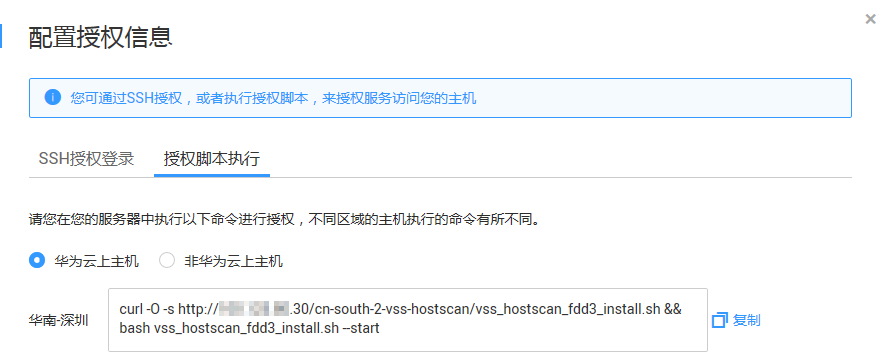 配置授权信息
您可通过SSH授权，或者执行授权脚本，来授权服务访问您的主机
SSH授权登录 授权脚本执行
请您在您的服务器中执行以下命令进行授权，不同区域的主机执行的命令有所不同。
华为云上主机 非华为云上主机
华南-深圳
curl -O -s http://.30/cn-south-2-vss-hostscan/vss_hostscan_fdd3_install.sh &&
bash vss_hostscan_fdd3_install.sh --start
复制